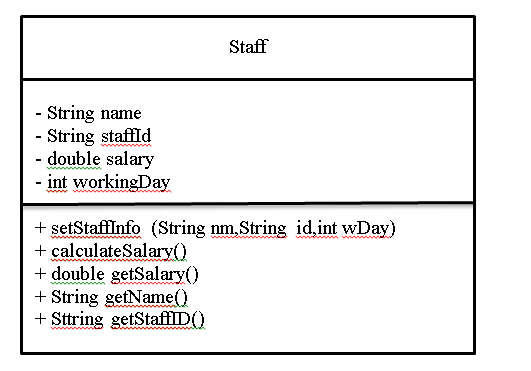 Staff
- String name
- String staffId
- double salary
- int workingDay
+ setStaffInfo (String nm,String id,int wDay)
+ calculateSalary()
+ double getSalary()
+ String getName()
+ Sttring getStaffID()